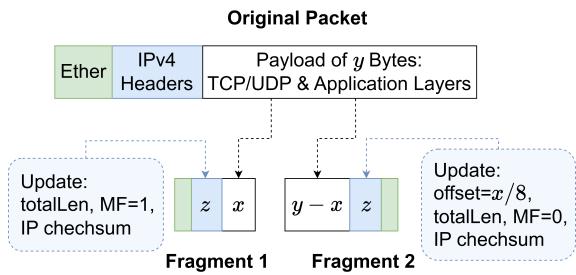 Original Packet
Ether
IPv4
Headers
Payload of y Bytes:
TCP/UDP & Application Layers
Update:
totalLen, MF=1,
IP chechsum
z
x
y − x
z
Update:
offset=x/8,
totalLen, MF=0,
IP chechsum
Fragment 1
Fragment 2